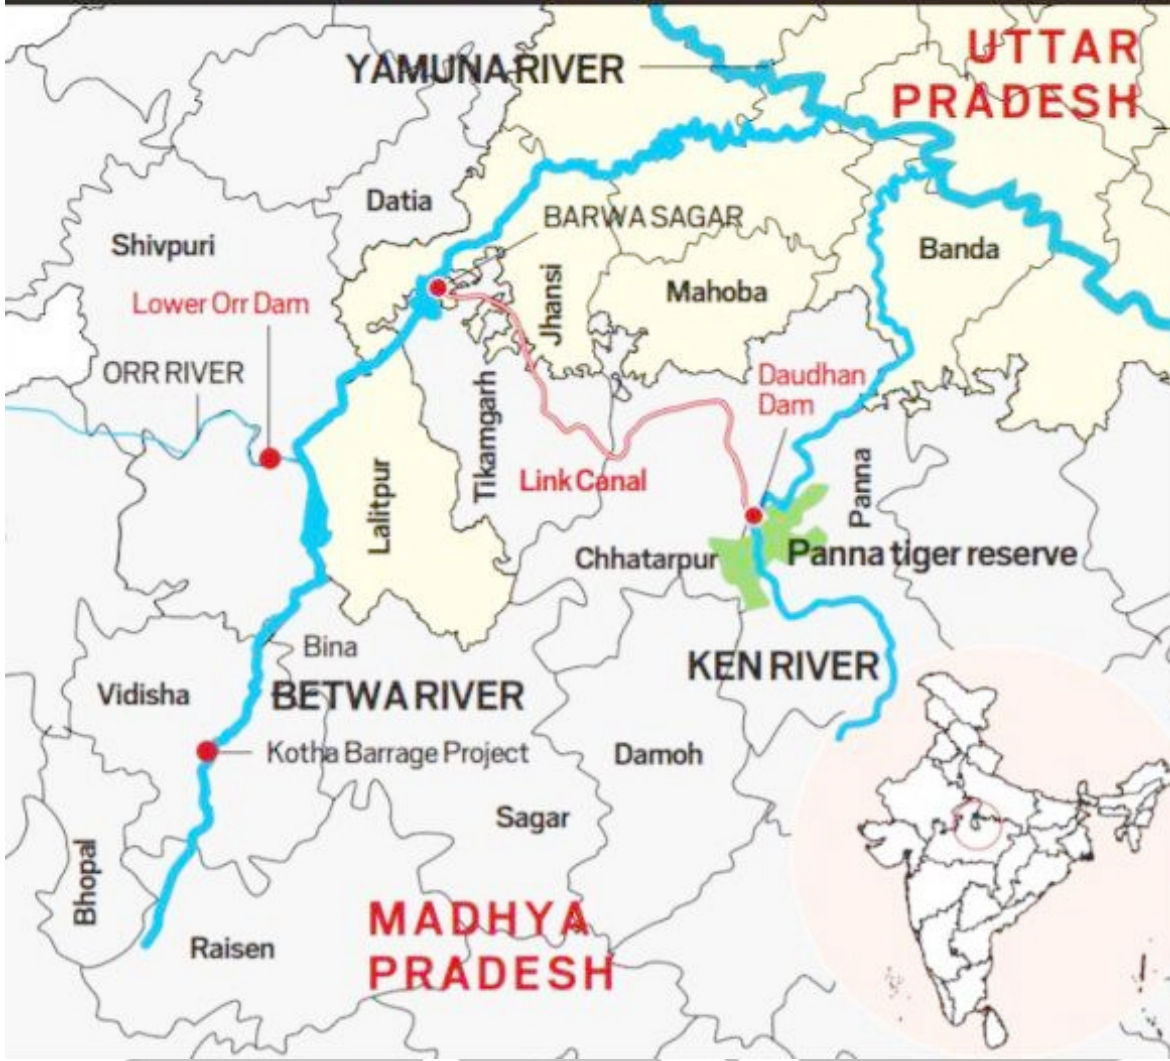 YAMUNA RIVER
UTTAR
PRADESH
Datia
BARWA SAGAR
Shivpuri
Banda
Lower Orr Dam
Jhansi
Mahoba
ORR RIVER
Daudhan
Dam
Tikamgarh
Link Canal
Lalitpur
Panna
Chhatarpur
Panna tiger reserve
Bina
KEN RIVER
Vidisha
BETWA RIVER
Kotha Barrage Project
Damoh
Sagar
Bhopal
MADHYA
PRADESH
Raisen